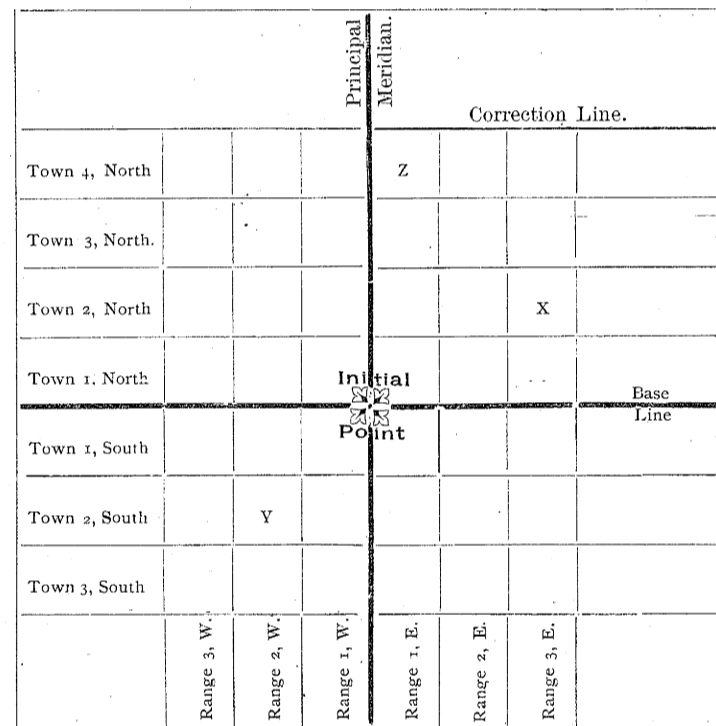 Principal
Meridian.
Correction Line.
Town 4, North
Z
Town 3, North.
Town 2, North
X
Town 1. North
Initial
Base
Line
Point
Town 1, South
Town 2, South
Y
Town 3, South
Range 3, W.
Range 2, W.
Range 1, W.
Range 1, E.
Range 2, E.
Range 3, E.